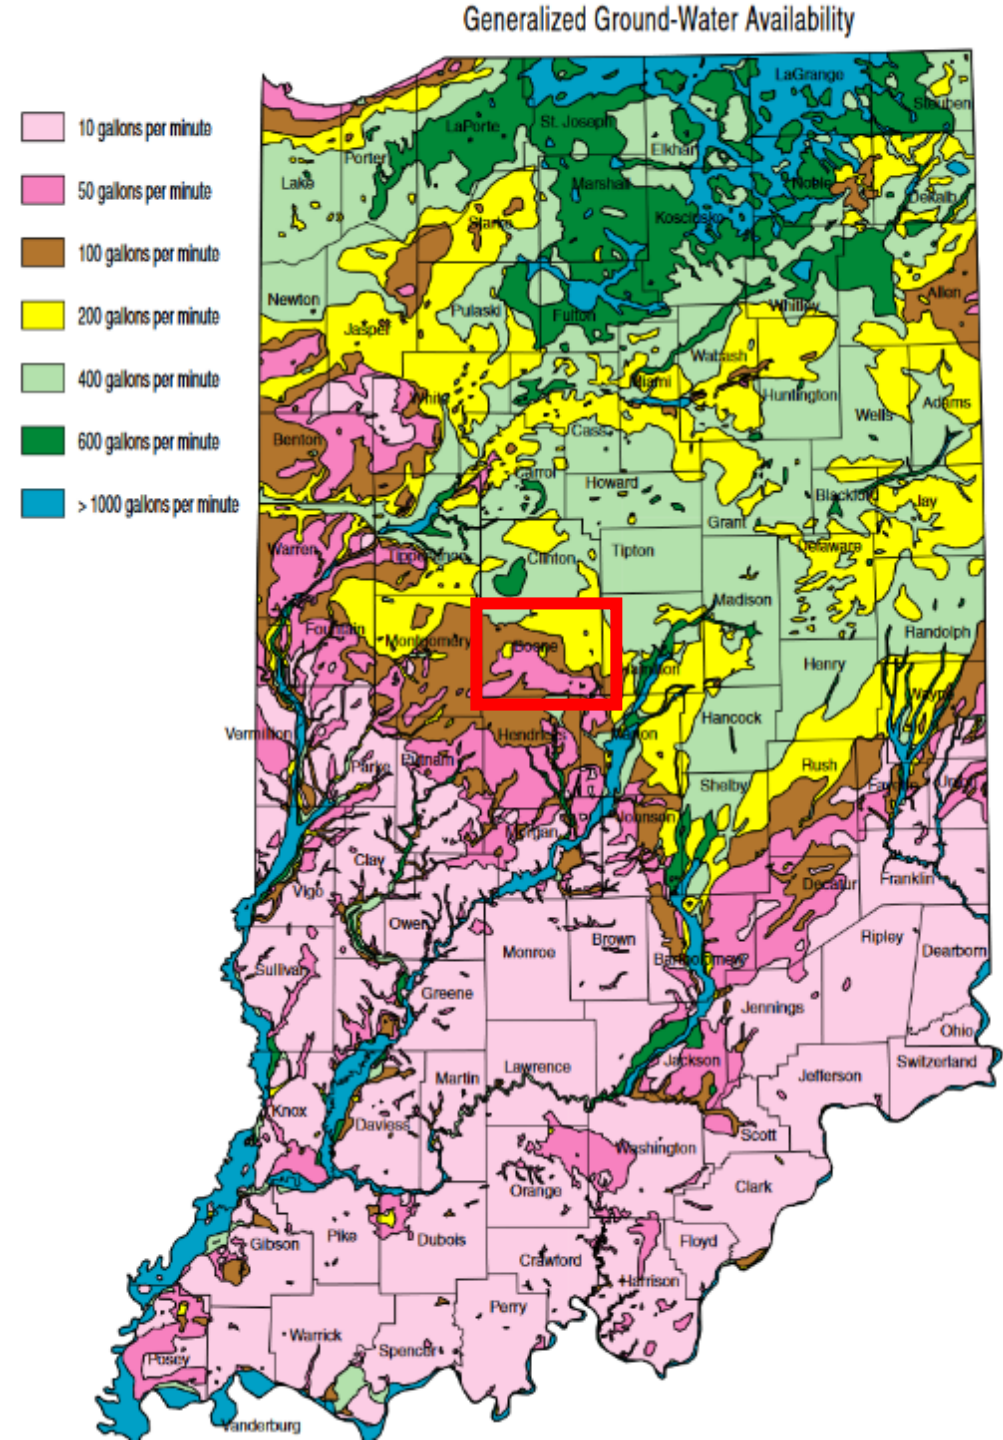 Generalized Ground-Water Availability
10 gallons per minute
50 gallons per minute
100 gallons per minute
200 gallons per minute
400 gallons per minute
600 gallons per minute
> 1000 gallons per minute
LaGrange
Steuben
LaPorte
St. Joseph
Elkhart
Porter
Lake
Marshall
Noble
Dekalb
Starke
Kosciusko
Newton
Pulaski
Fulton
Whitley
Allen
Jasper
Wabash
Miami
White
Huntington
Wells
Adams
Benton
Cass
Carrol
Howard
Blackford
Jay
Grant
Warren
Tippecanoe
Clinton
Tipton
Delaware
Madison
Fountain
Montgomery
Boone
Hamilton
Randolph
Henry
Wayne
Hancock
Vermillion
Hendricks
Marion
Parke
Putnam
Rush
Shelby
Fayette
Union
Morgan
Johnson
Clay
Vigo
Decatur
Franklin
Owen
Monroe
Brown
Ripley
Dearborn
Bartholomew
Sullivan
Greene
Jennings
Ohio
Lawrence
Jackson
Switzerland
Jefferson
Martin
Knox
Daviess
Scott
Washington
Orange
Clark
Gibson
Pike
Dubois
Floyd
Crawford
Harrison
Perry
Warrick
Spencer
Posey
Vanderburg